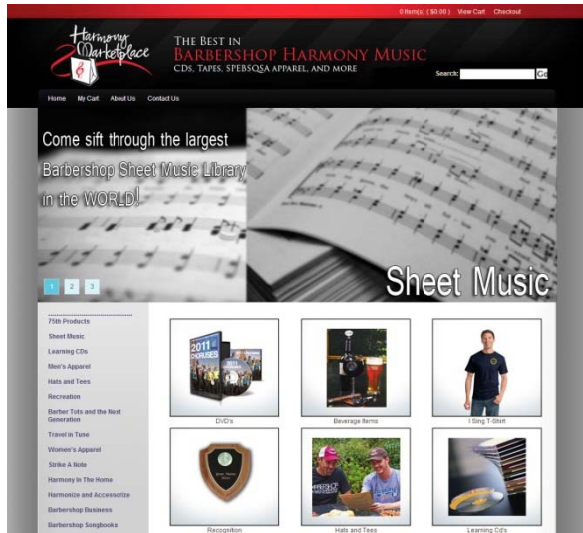 0 Item(s) ($0.00) View Cart Checkout
Harmony
Marketplace
THE BEST IN
BARBERSHOP HARMONY MUSIC
CDS, TAPES, SPEBSQSA APPAREL, AND MORE
Search:
Go
Home My Cart About Us Contact Us
Come sift through the largest
Barbershop Sheet Music Library
in the WORLD!
Sheet Music
1 2 3
75th Products
Sheet Music
Learning CDs
Men's Apparel
Hats and Tees
Recreation
Barber Tots and the Next
Generation
Travel in Tune
Women's Apparel
Strike A Note
Harmony In The Home
Harmonize and Accessorize
Barbershop Business
Barbershop Songbooks
2011
CHORUSES
2011
DVD's
Beverage Items
I Sing T-Shirt
Recognition
Hats and Tees
Learning Cd's